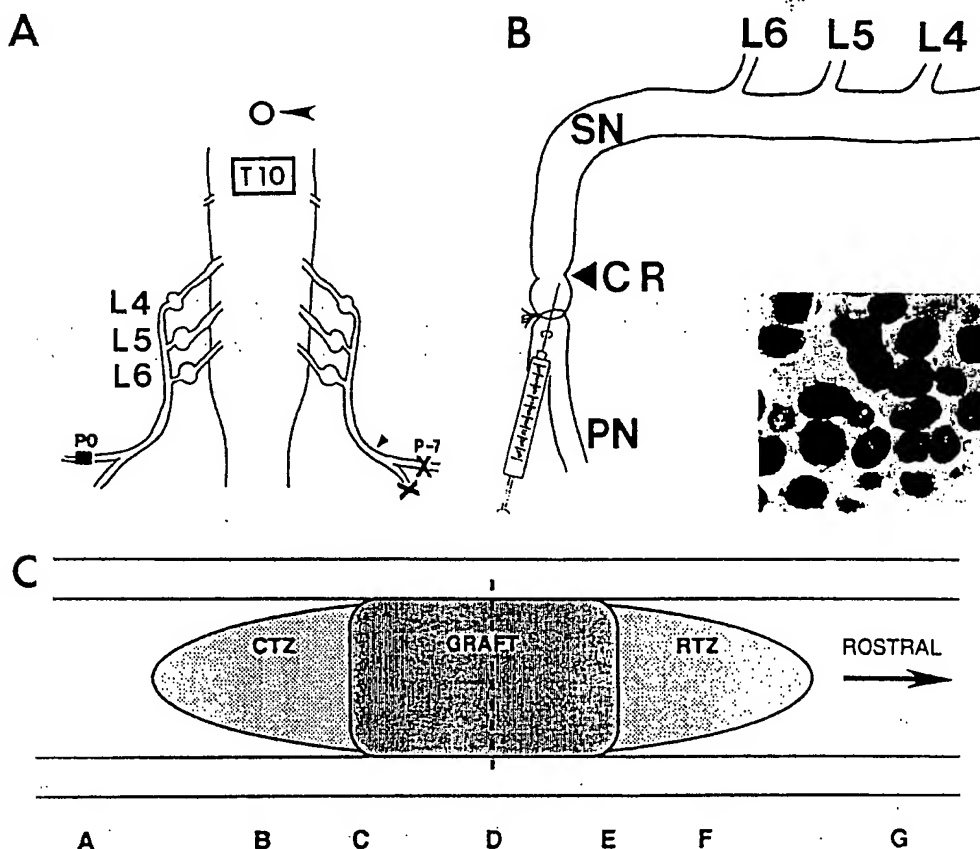 A
B
L6 L5 L4
SN
T10
L4
L5
L6
CR
P0
P-7
PN
C
CTZ GRAFT RTZ ROSTRAL
A B C D E F G